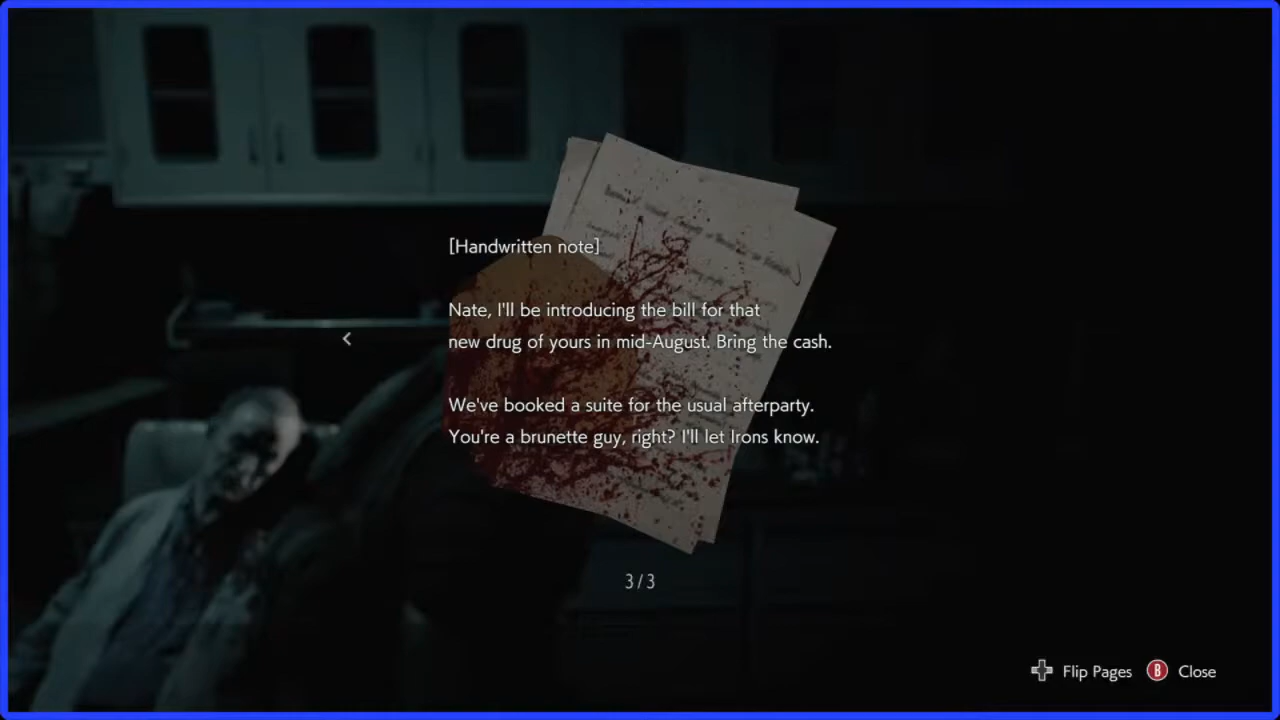 [Handwritten note]
Nate, I'll be introducing the bill for that
new drug of yours in mid-August. Bring the cash.
We've booked a suite for the usual afterparty.
You're a brunette guy, right? I'll let Irons know.
<
3/3
Flip Pages B Close